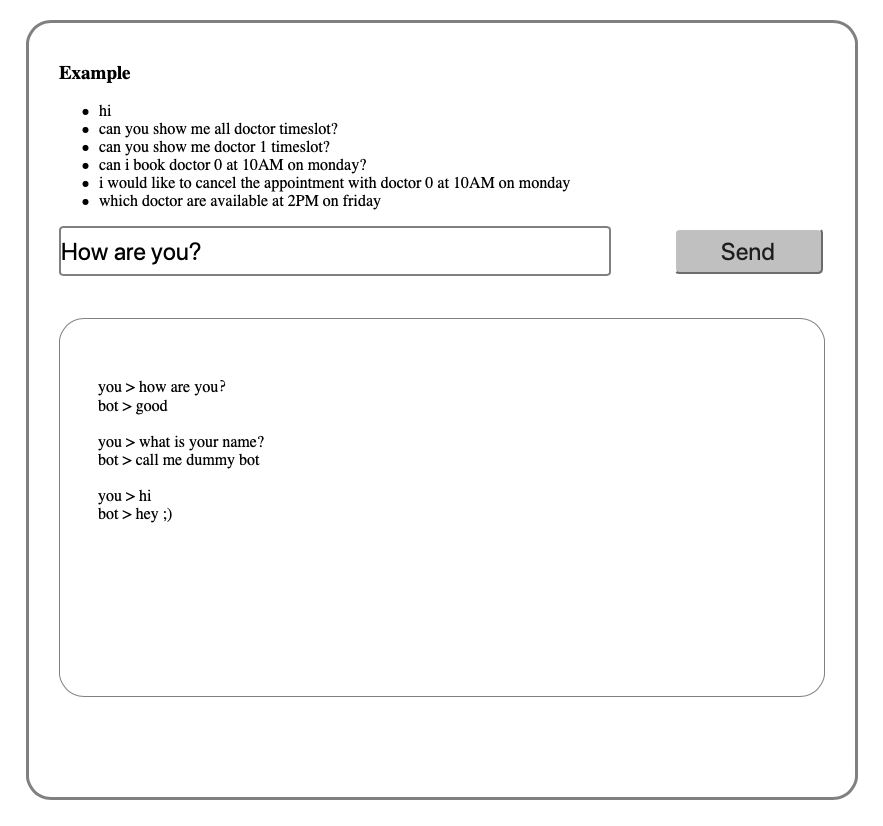 Example
hi
can you show me all doctor timeslot?
can you show me doctor 1 timeslot?
can i book doctor 0 at 10AM on monday?
i would like to cancel the appointment with doctor 0 at 10AM on monday
which doctor are available at 2PM on friday
How are you?
Send
you > how are you?
bot > good
you > what is your name?
bot > call me dummy bot
you > hi
bot > hey ;)